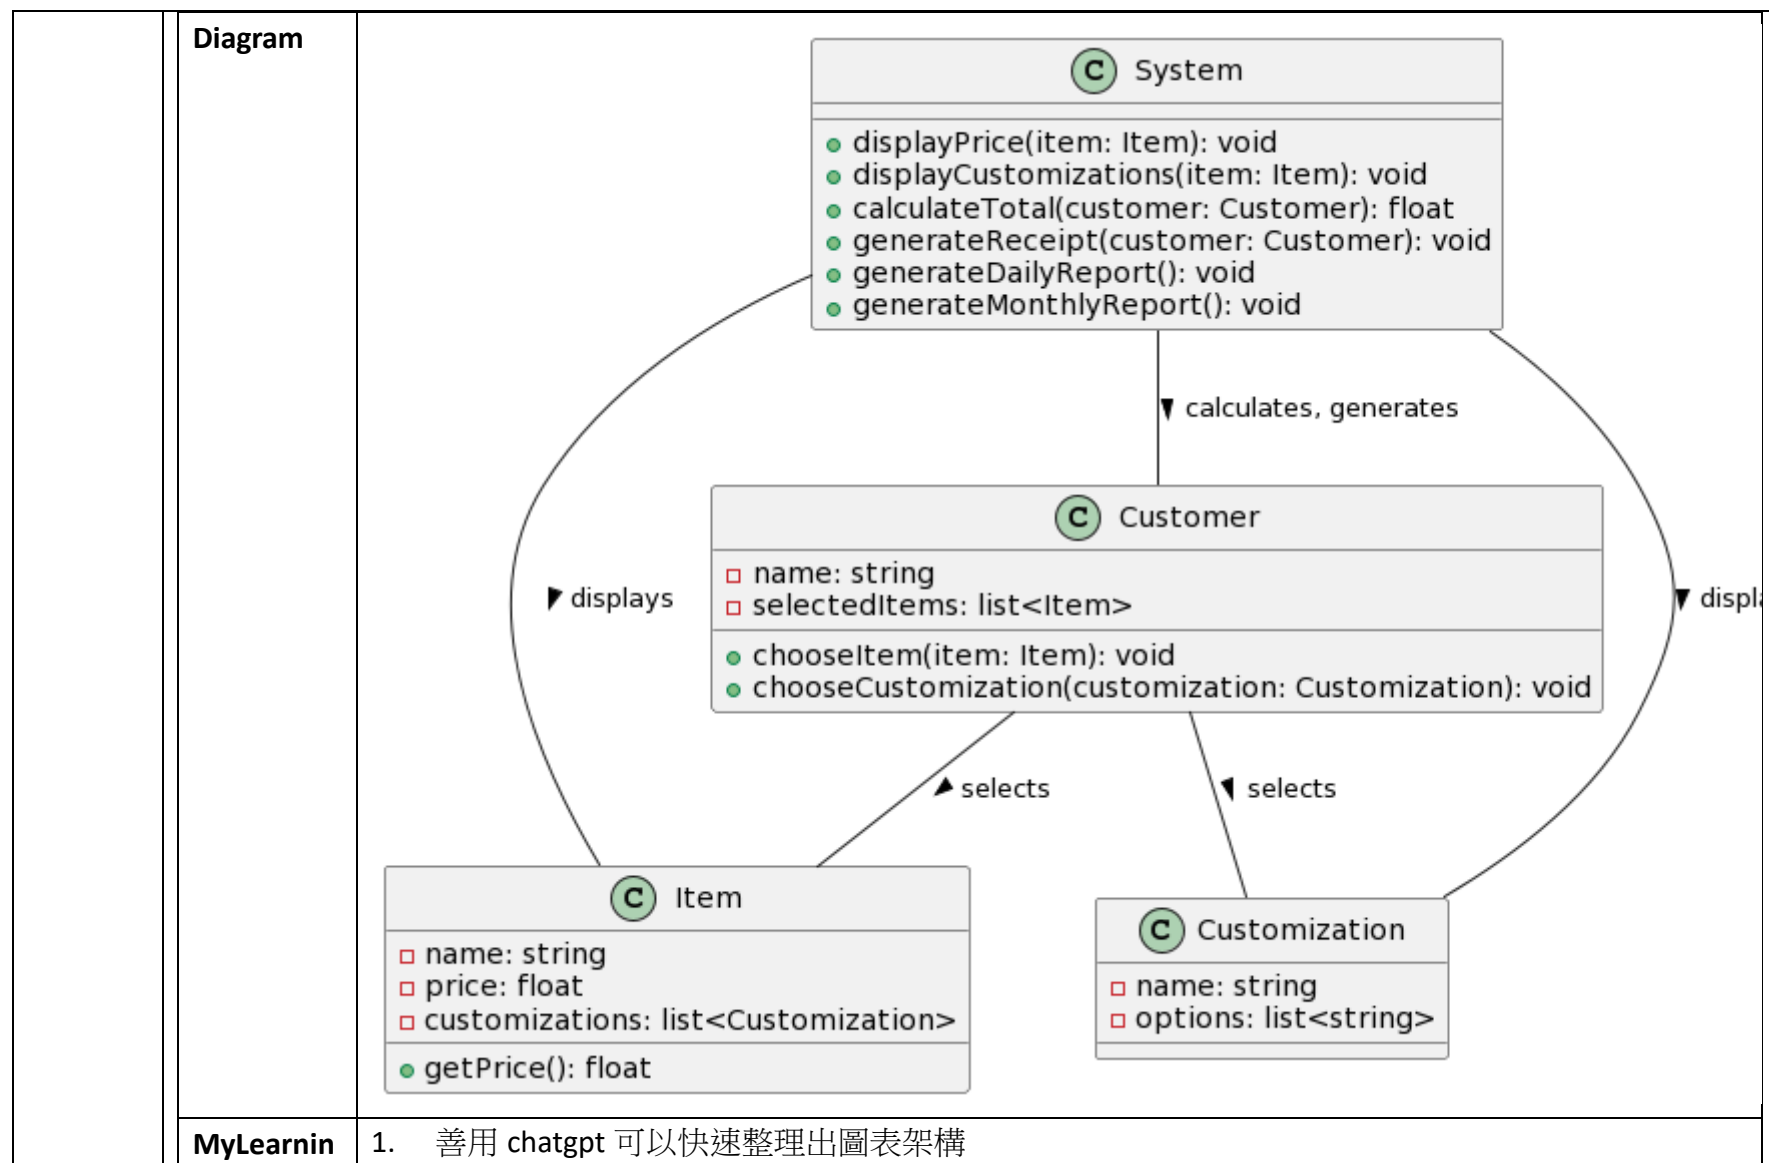 Diagram
C System
displayPrice(item: Item): void
displayCustomizations(item: Item): void
calculateTotal(customer: Customer): float
generateReceipt(customer: Customer): void
generateDailyReport(): void
generateMonthlyReport(): void
calculates, generates
C Customer
name: string
selectedItems: list<Item>
chooseItem(item: Item): void
chooseCustomization(customization: Customization): void
displays
displa
selects
selects
C Item
name: string
price: float
customizations: list<Customization>
getPrice(): float
C Customization
name: string
options: list<string>
MyLearnin
1. 善用 chatgpt 可以快速整理出圖表架構